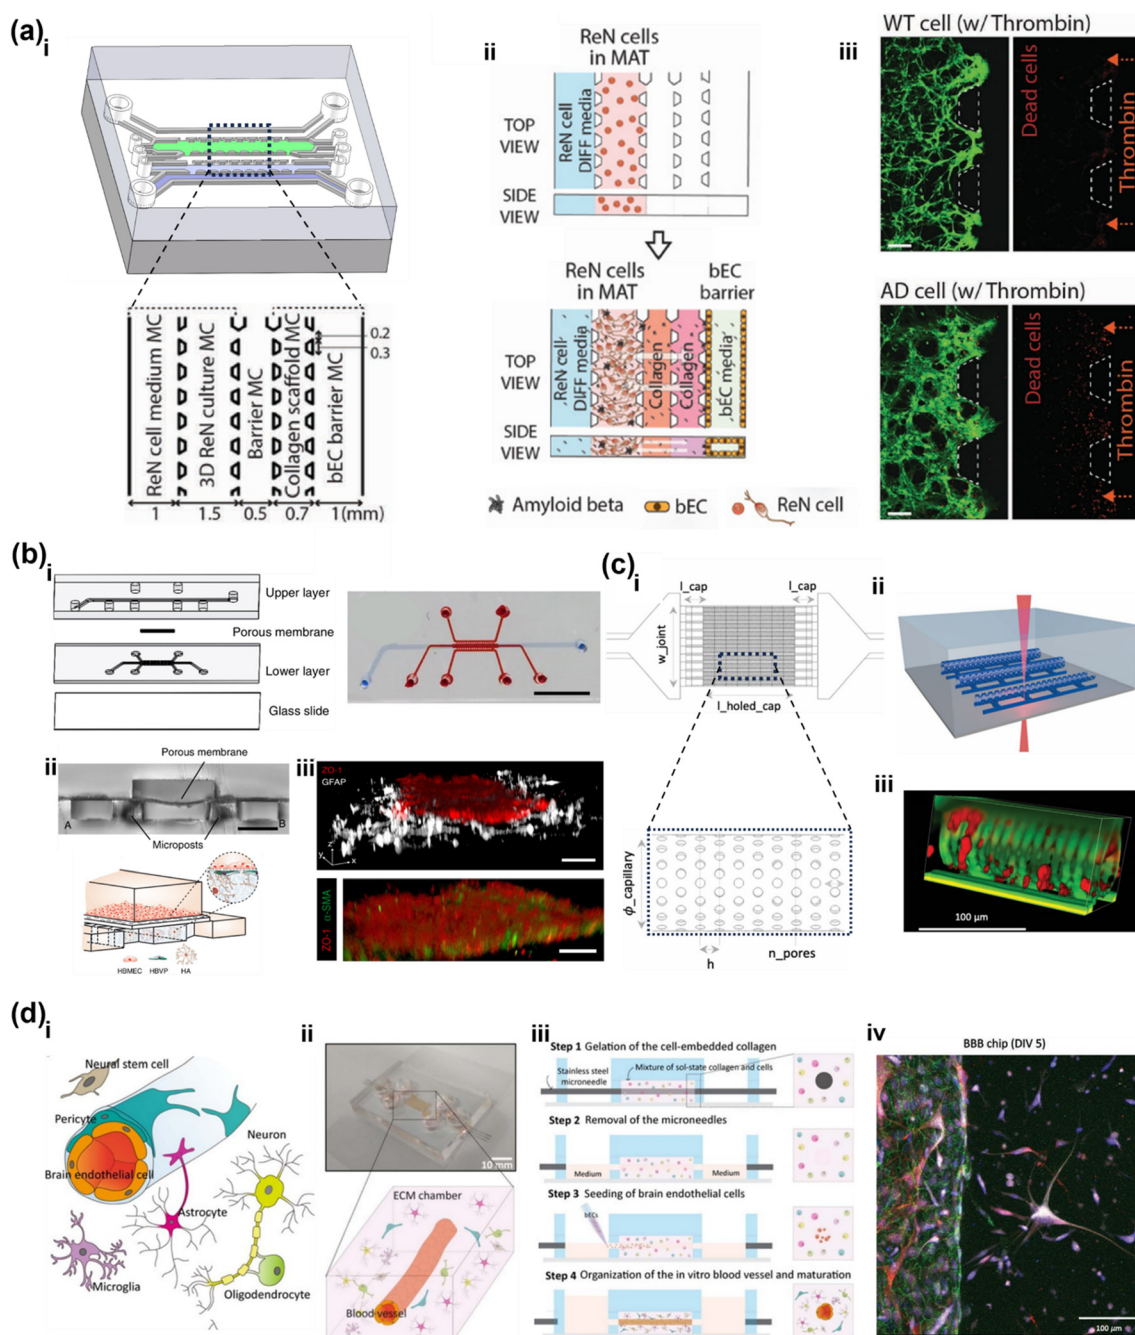 (a)
i
ReN cell medium MC
3D ReN culture MC
Barrier MC
Collagen scaffold MC
bEC barrier MC
0.2
0.3
1
1.5
0.5
0.7
1(mm)
ii
ReN cells
in MAT
TOP
VIEW
ReN cell
DIFF media
SIDE
VIEW
ReN cells
in MAT
bEC
barrier
TOP
VIEW
ReN cell
DIFF media
Collagen
Collagen
bEC media
SIDE
VIEW
Amyloid beta
bEC
ReN cell
iii
WT cell (w/ Thrombin)
Dead cells
Thrombin
AD cell (w/ Thrombin)
Dead cells
Thrombin
(b)
i
Upper layer
Porous membrane
Lower layer
Glass slide
ii
Porous membrane
A
B
Microposts
HBMEC
HBVP
HA
iii
ZO-1
GFAP
z
y
x
ZO-1 α-SMA
(c)
i
l_cap
l_cap
w_joint
l_holed_cap
ϕ_capillary
h
n_pores
ii
iii
100 μm
(d)
i
Neural stem cell
Pericyte
Brain endothelial cell
Neuron
Astrocyte
Microglia
Oligodendrocyte
ii
10 mm
ECM chamber
Blood vessel
iii
Step 1 Gelation of the cell-embedded collagen
Stainless steel
microneedle
Mixture of sol-state collagen and cells
Step 2 Removal of the microneedles
Medium
Medium
Step 3 Seeding of brain endothelial cells
bECs
Step 4 Organization of the in vitro blood vessel and maturation
iv
BBB chip (DIV 5)
100 μm